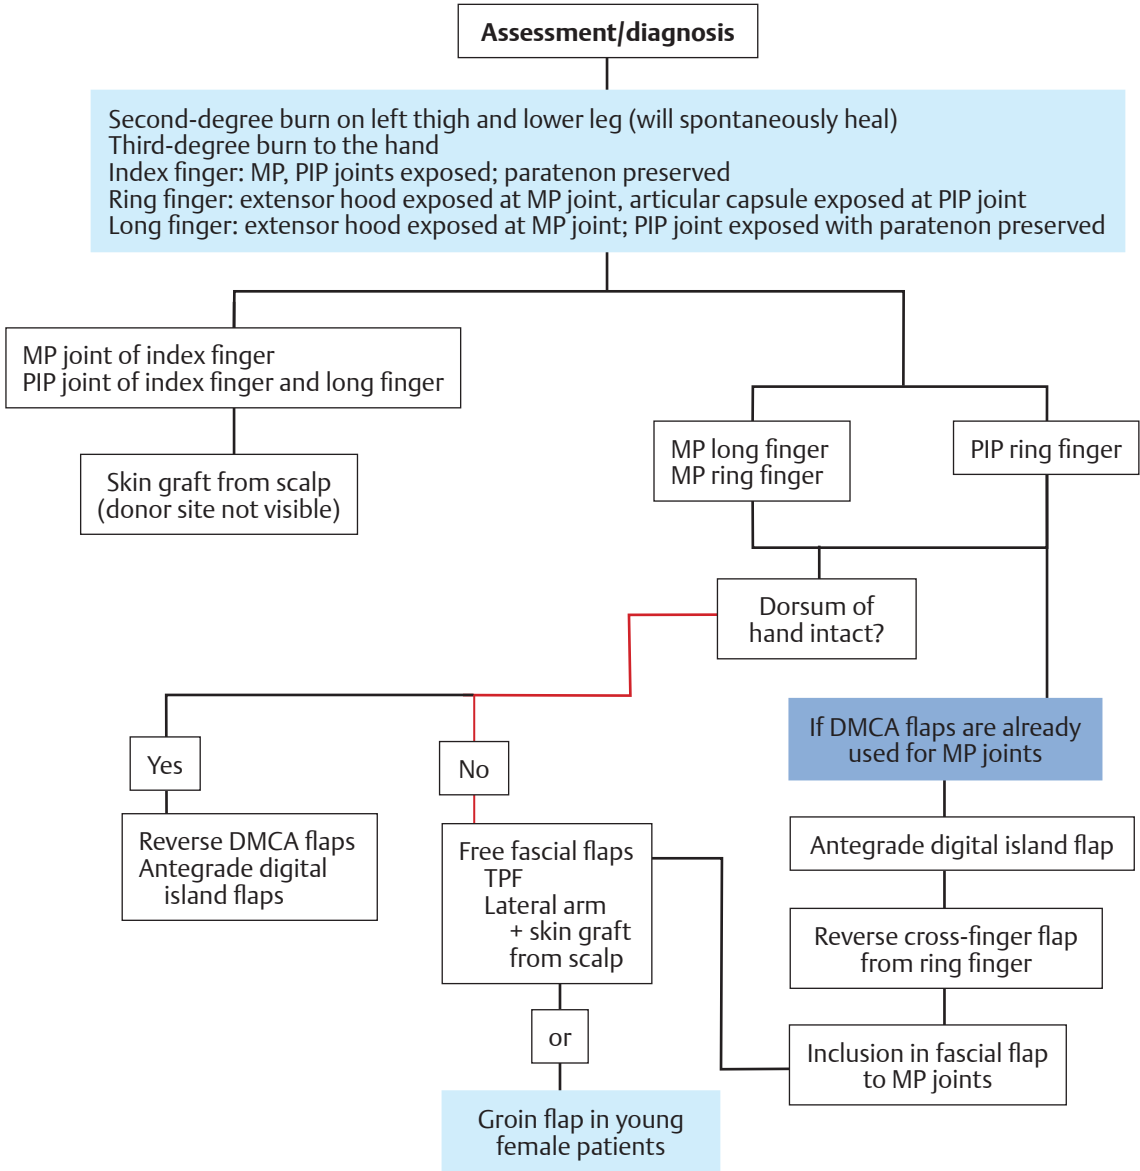 Assessment/diagnosis
Second-degree burn on left thigh and lower leg (will spontaneously heal)
Third-degree burn to the hand
Index finger: MP, PIP joints exposed; paratenon preserved
Ring finger: extensor hood exposed at MP joint, articular capsule exposed at PIP joint
Long finger: extensor hood exposed at MP joint; PIP joint exposed with paratenon preserved
MP joint of index finger
PIP joint of index finger and long finger
Skin graft from scalp
(donor site not visible)
MP long finger
MP ring finger
PIP ring finger
Dorsum of
hand intact?
Yes
Reverse DMCA flaps
Antegrade digital
island flaps
No
Free fascial flaps
TPF
Lateral arm
+ skin graft
from scalp
or
Groin flap in young
female patients
If DMCA flaps are already
used for MP joints
Antegrade digital island flap
Reverse cross-finger flap
from ring finger
Inclusion in fascial flap
to MP joints